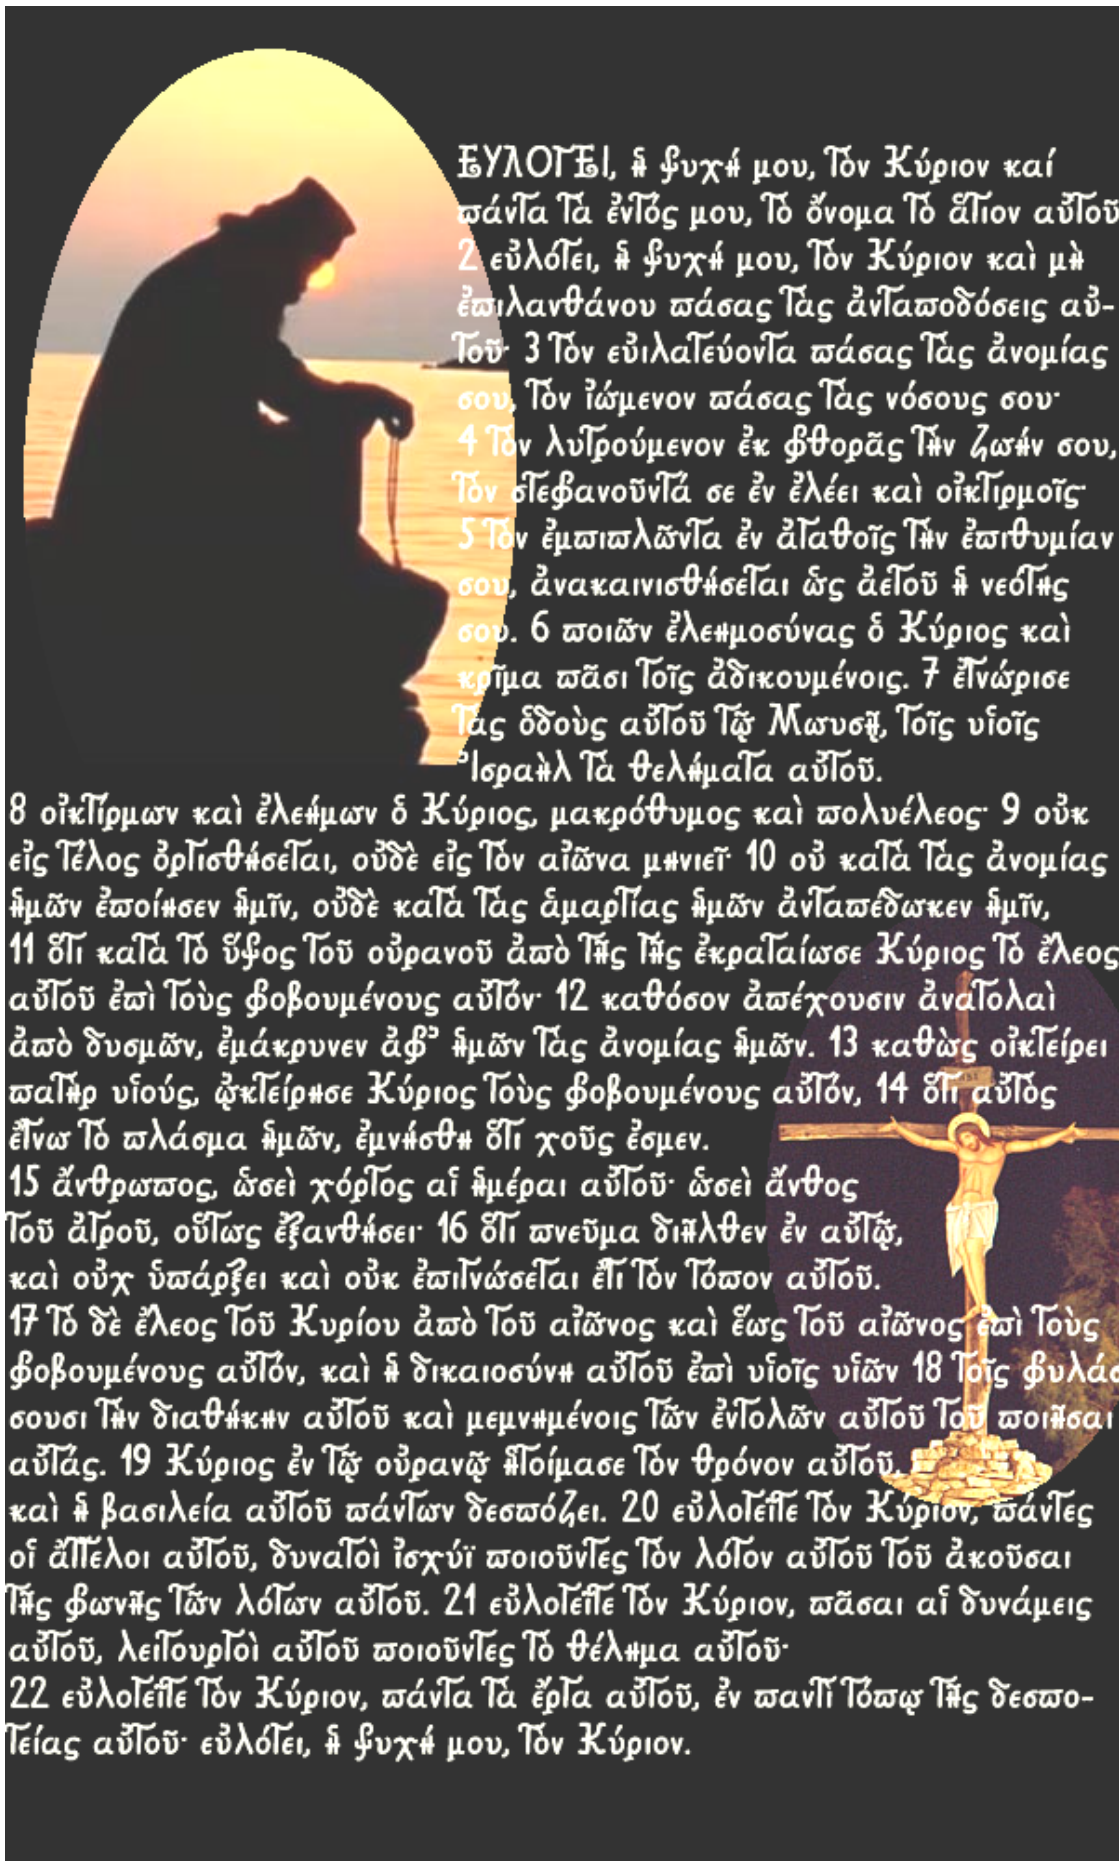 ΕΥΛΟΓΕΙ, ἡ ψυχή μου, τόν Κύριον καί
πάντα τά ἐντός μου, τὸ ὄνομα τὸ ἅγιον αὐτοῦ
2 εὐλόγει, ἡ ψυχή μου, τόν Κύριον καὶ μὴ
ἐπιλανθάνου πάσας τὰς ἀνταποδόσεις αὐ-
τοῦ· 3 τόν εὐιλατεύοντα πάσας τὰς ἀνομίας
σου, τόν ἰώμενον πάσας τὰς νόσους σου·
4 τὸν λυτρούμενον ἐκ φθορᾶς τὴν ζωήν σου,
τόν στεφανοῦντά σε ἐν ἐλέει καὶ οἰκτιρμοῖς·
5 τὸν ἐμπιπλῶντα ἐν ἀγαθοῖς τὴν ἐπιθυμίαν
σου, ἀνακαινισθήσεται ὡς ἀετοῦ ἡ νεότης
σου. 6 ποιῶν ἐλεημοσύνας ὁ Κύριος καὶ
κρῖμα πᾶσι τοῖς ἀδικουμένοις. 7 ἐγνώρισε
τὰς ὁδοὺς αὐτοῦ τῷ Μωυσῇ, τοῖς υἱοῖς
Ἰσραὴλ τὰ θελήματα αὐτοῦ.
8 οἰκτίρμων καὶ ἐλεήμων ὁ Κύριος, μακρόθυμος καὶ πολυέλεος· 9 οὐκ
εἰς τέλος ὀργισθήσεται, οὐδὲ εἰς τὸν αἰῶνα μηνιεῖ· 10 οὐ κατὰ τὰς ἀνομίας
ἡμῶν ἐποίησεν ἡμῖν, οὐδὲ κατὰ τὰς ἁμαρτίας ἡμῶν ἀνταπέδωκεν ἡμῖν,
11 ὅτι κατὰ τὸ ὕψος τοῦ οὐρανοῦ ἀπὸ τῆς γῆς ἐκραταίωσε Κύριος τὸ ἔλεος
αὐτοῦ ἐπὶ τοὺς φοβουμένους αὐτόν· 12 καθόσον ἀπέχουσιν ἀνατολαὶ
ἀπὸ δυσμῶν, ἐμάκρυνεν ἀφ᾿ ἡμῶν τὰς ἀνομίας ἡμῶν. 13 καθὼς οἰκτείρει
πατὴρ υἱούς, ᾠκτείρησε Κύριος τοὺς φοβουμένους αὐτόν, 14 ὅτι αὐτὸς
ἔγνω τὸ πλάσμα ἡμῶν, ἐμνήσθη ὅτι χοῦς ἐσμεν.
15 ἄνθρωπος, ὡσεὶ χόρτος αἱ ἡμέραι αὐτοῦ· ὡσεὶ ἄνθος
τοῦ ἀγροῦ, οὕτως ἐξανθήσει· 16 ὅτι πνεῦμα διῆλθεν ἐν αὐτῷ,
καὶ οὐχ ὑπάρξει καὶ οὐκ ἐπιγνώσεται ἔτι τὸν τόπον αὐτοῦ.
17 τὸ δὲ ἔλεος τοῦ Κυρίου ἀπὸ τοῦ αἰῶνος καὶ ἕως τοῦ αἰῶνος ἐπὶ τοὺς
φοβουμένους αὐτόν, καὶ ἡ δικαιοσύνη αὐτοῦ ἐπὶ υἱοῖς υἱῶν 18 τοῖς φυλάσ
σουσι τὴν διαθήκην αὐτοῦ καὶ μεμνημένοις τῶν ἐντολῶν αὐτοῦ τοῦ ποιῆσαι
αὐτάς. 19 Κύριος ἐν τῷ οὐρανῷ ἡτοίμασε τὸν θρόνον αὐτοῦ,
καὶ ἡ βασιλεία αὐτοῦ πάντων δεσπόζει. 20 εὐλογεῖτε τὸν Κύριον, πάντες
οἱ ἄγγελοι αὐτοῦ, δυνατοὶ ἰσχύϊ ποιοῦντες τὸν λόγον αὐτοῦ τοῦ ἀκοῦσαι
τῆς φωνῆς τῶν λόγων αὐτοῦ. 21 εὐλογεῖτε τὸν Κύριον, πᾶσαι αἱ δυνάμεις
αὐτοῦ, λειτουργοὶ αὐτοῦ ποιοῦντες τὸ θέλημα αὐτοῦ·
22 εὐλογεῖτε τὸν Κύριον, πάντα τὰ ἔργα αὐτοῦ, ἐν παντὶ τόπῳ τῆς δεσπο-
τείας αὐτοῦ· εὐλόγει, ἡ ψυχή μου, τὸν Κύριον.